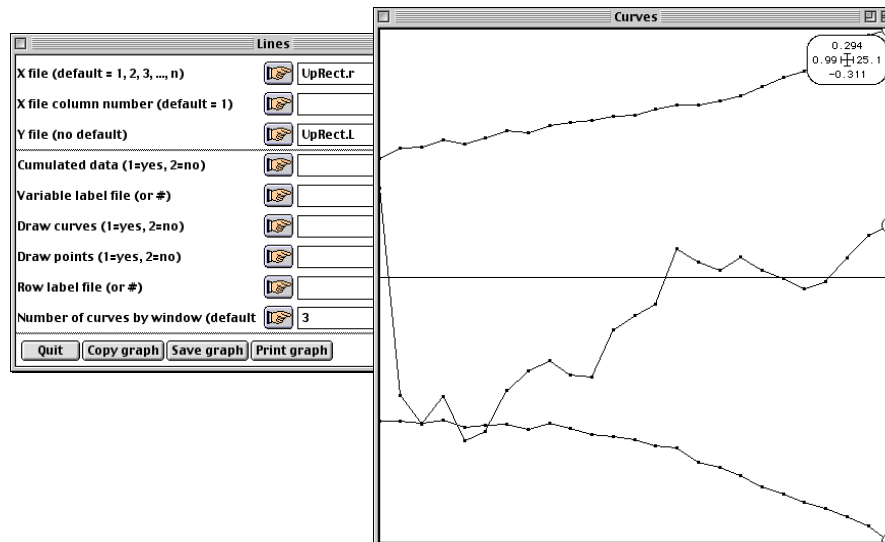 Lines
X file (default = 1, 2, 3, ..., n) UpRect.r
X file column number (default = 1)
Y file (no default) UpRect.L
Cumulated data (1=yes, 2=no)
Variable label file (or #)
Draw curves (1=yes, 2=no)
Draw points (1=yes, 2=no)
Row label file (or #)
Number of curves by window (default 3
Quit Copy graph Save graph Print graph
Curves
0.294
0.99 25.1
-0.311